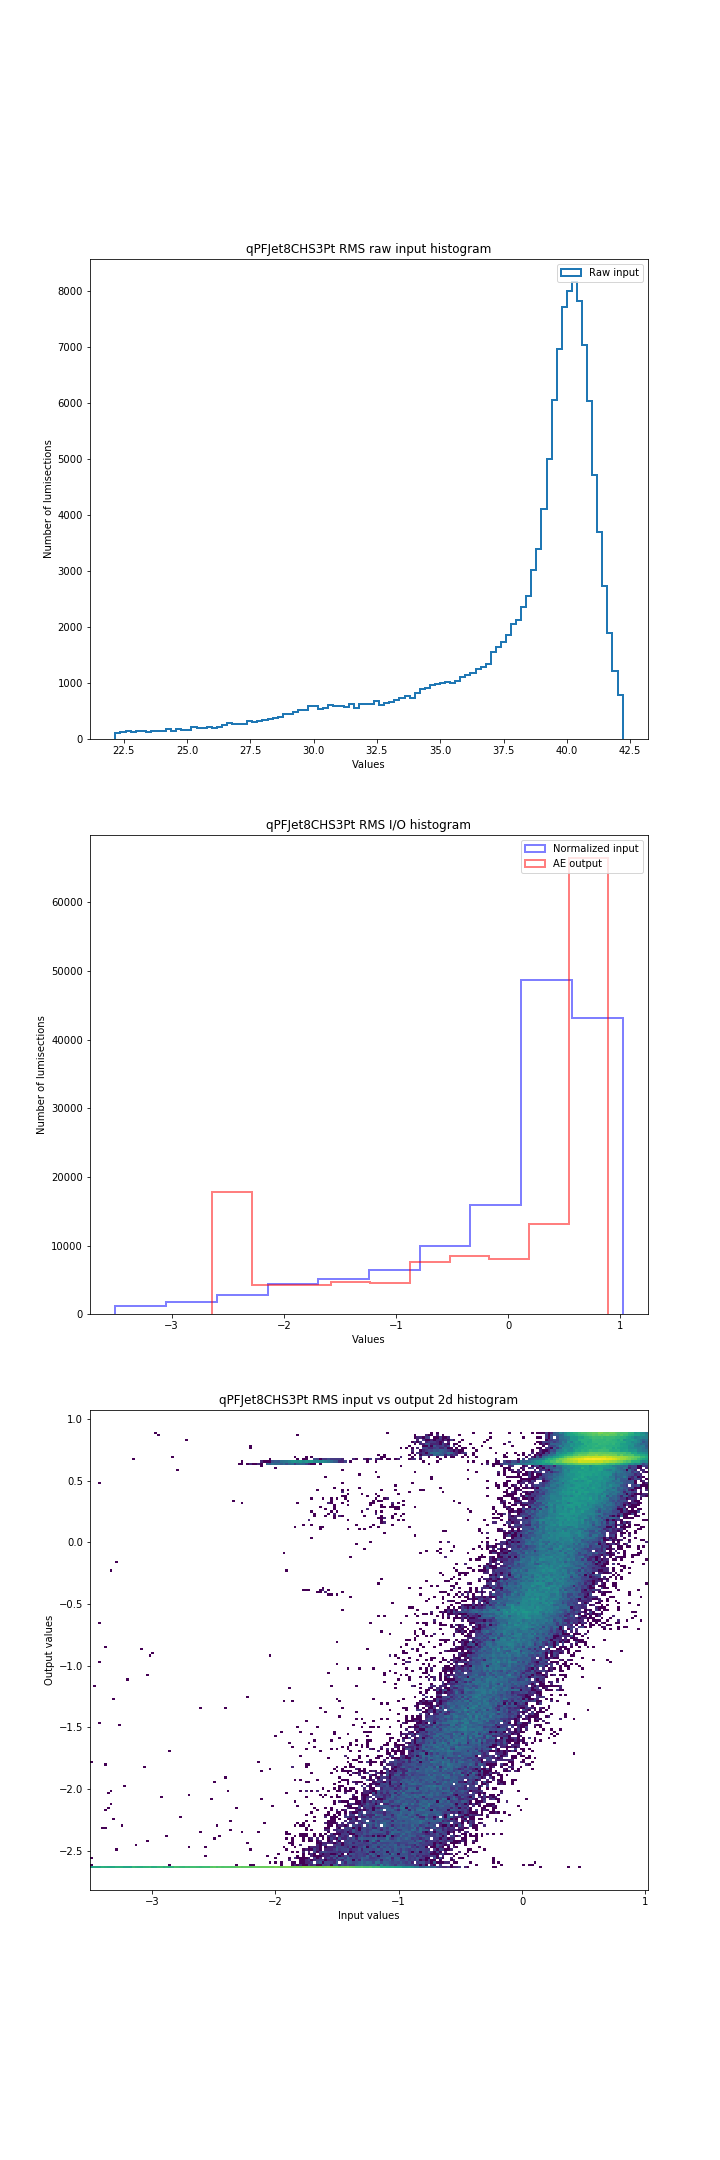 qPFJet8CHS3Pt RMS raw input histogram
Raw input
8000
7000
6000
5000
4000
3000
2000
1000
0
Number of lumisections
22.5 25.0 27.5 30.0 32.5 35.0 37.5 40.0 42.5
Values
qPFJet8CHS3Pt RMS I/O histogram
Normalized input
AE output
60000
50000
40000
30000
20000
10000
0
Number of lumisections
−3 −2 −1 0 1
Values
qPFJet8CHS3Pt RMS input vs output 2d histogram
1.0
0.5
0.0
−0.5
−1.0
−1.5
−2.0
−2.5
Output values
−3 −2 −1 0 1
Input values